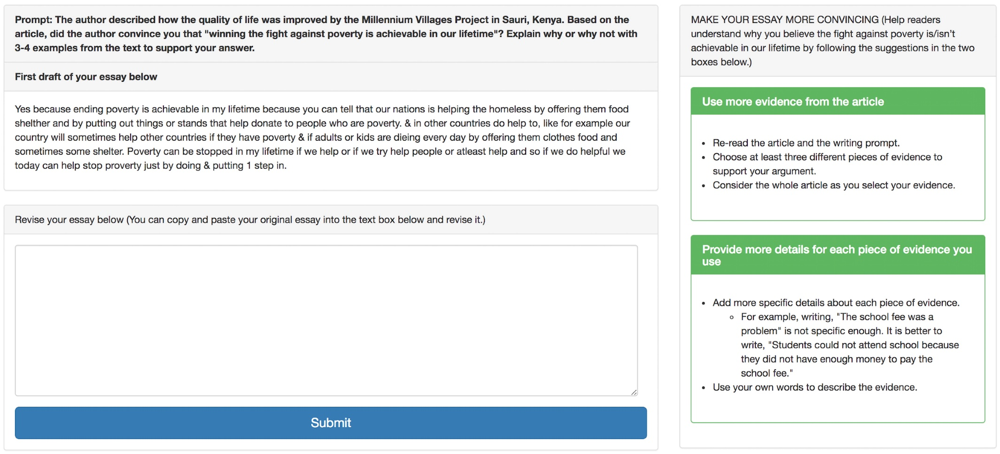 Prompt: The author described how the quality of life was improved by the Millennium Villages Project in Sauri, Kenya. Based on the
article, did the author convince you that "winning the fight against poverty is achievable in our lifetime"? Explain why or why not with
3-4 examples from the text to support your answer.
First draft of your essay below
Yes because ending poverty is achievable in my lifetime because you can tell that our nations is helping the homeless by offering them food
shelther and by putting out things or stands that help donate to people who are poverty. & in other countries do help to, like for example our
country will sometimes help other countries if they have poverty & if adults or kids are dieing every day by offering them clothes food and
sometimes some shelter. Poverty can be stopped in my lifetime if we help or if we try help people or atleast help and so if we do helpful we
today can help stop proverty just by doing & putting 1 step in.
Revise your essay below (You can copy and paste your original essay into the text box below and revise it.)
Submit
MAKE YOUR ESSAY MORE CONVINCING (Help readers
understand why you believe the fight against poverty is/isn't
achievable in our lifetime by following the suggestions in the two
boxes below.)
Use more evidence from the article
• Re-read the article and the writing prompt.
• Choose at least three different pieces of evidence to
support your argument.
• Consider the whole article as you select your evidence.
Provide more details for each piece of evidence you
use
• Add more specific details about each piece of evidence.
◦ For example, writing, "The school fee was a
problem" is not specific enough. It is better to
write, "Students could not attend school because
they did not have enough money to pay the
school fee."
• Use your own words to describe the evidence.